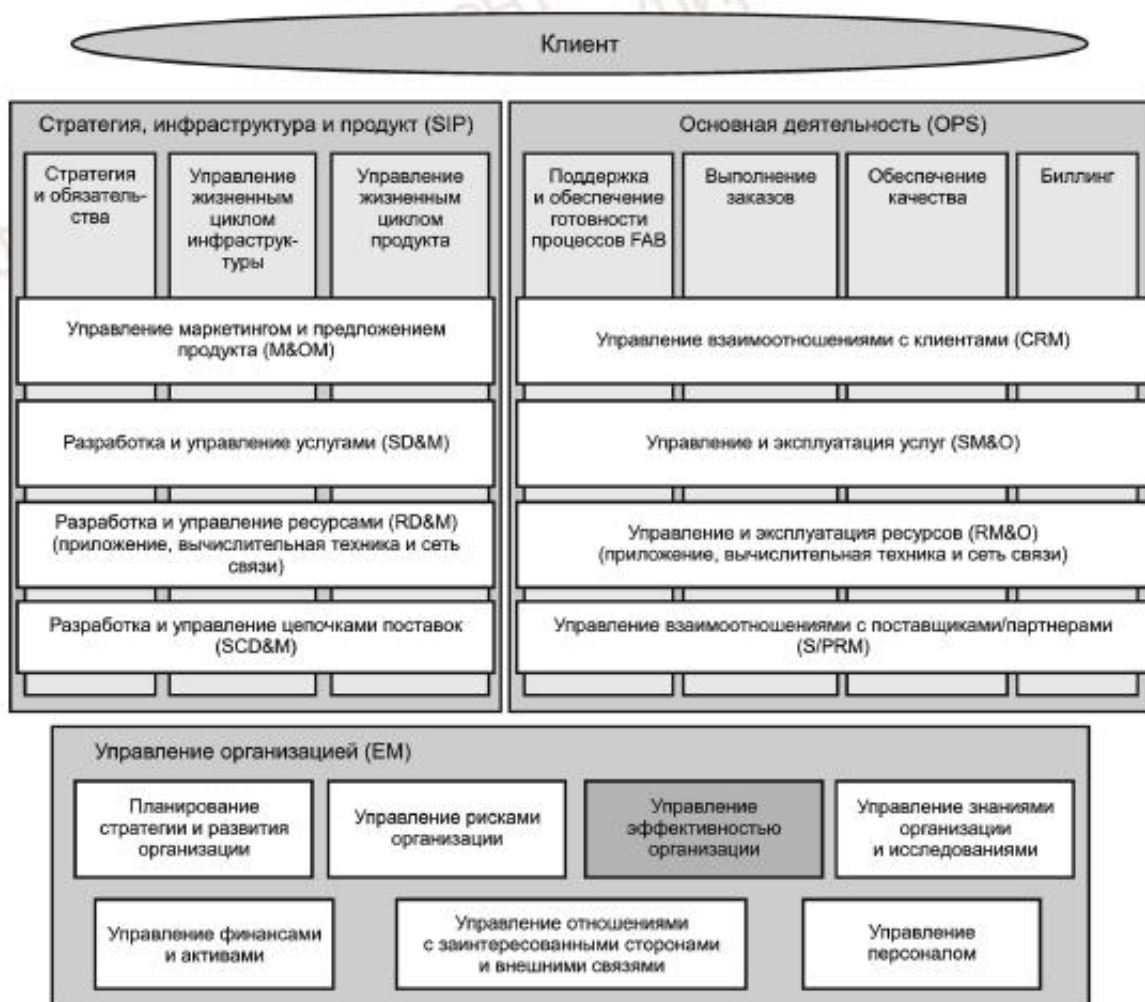 Клиент
Стратегия, инфраструктура и продукт (SIP)
Стратегия
и обязатель-
ства
Управление
жизненным
циклом
инфраструк-
туры
Управление
жизненным
циклом
продукта
Управление маркетингом и предложением
продукта (M&OM)
Разработка и управление услугами (SD&M)
Разработка и управление ресурсами (RD&M)
(приложение, вычислительная техника и сеть
связи)
Разработка и управление цепочками поставок
(SCD&M)
Основная деятельность (OPS)
Поддержка
и обеспечение
готовности
процессов FAB
Выполнение
заказов
Обеспечение
качества
Биллинг
Управление взаимоотношениями с клиентами (CRM)
Управление и эксплуатация услуг (SM&O)
Управление и эксплуатация ресурсов (RM&O)
(приложение, вычислительная техника и сеть связи)
Управление взаимоотношениями с поставщиками/партнерами
(S/PRM)
Управление организацией (EM)
Планирование
стратегии и развития
организации
Управление рисками
организации
Управление
эффективностью
организации
Управление знаниями
организации
и исследованиями
Управление финансами
и активами
Управление отношениями
с заинтересованными сторонами
и внешними связями
Управление
персоналом